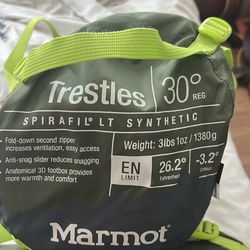 Trestles 30° REG
SPIRAFIL® LT SYNTHETIC
• Fold-down second zipper
increases ventilation, easy access
• Anti-snag slider reduces snagging
• Anatomical 3D footbox provides
more warmth and comfort
Weight: 3lbs 1oz / 1380g
EN LIMIT
26.2° Fahrenheit
-3.2° Celsius
Marmot®